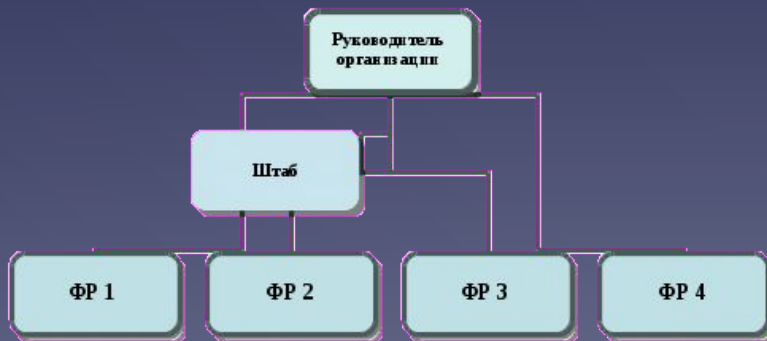 Руководитель
организации
Штаб
ФР 1
ФР 2
ФР 3
ФР 4